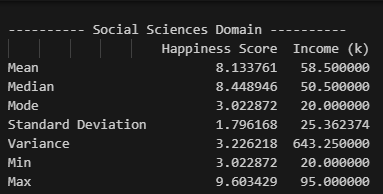 ---------- Social Sciences Domain ----------
Happiness Score Income (k)
Mean 8.133761 58.500000
Median 8.448946 50.500000
Mode 3.022872 20.000000
Standard Deviation 1.796168 25.362374
Variance 3.226218 643.250000
Min 3.022872 20.000000
Max 9.603429 95.000000